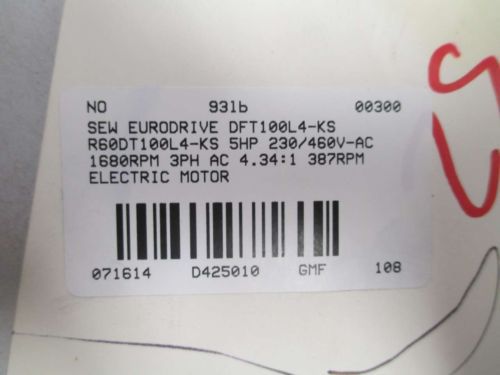 NO 93lb 00300
SEW EURODRIVE DFT100L4-KS
R60DT100L4-KS 5HP 230/460V-AC
1680RPM 3PH AC 4.34:1 387RPM
ELECTRIC MOTOR
071614 D425010 GMF 108